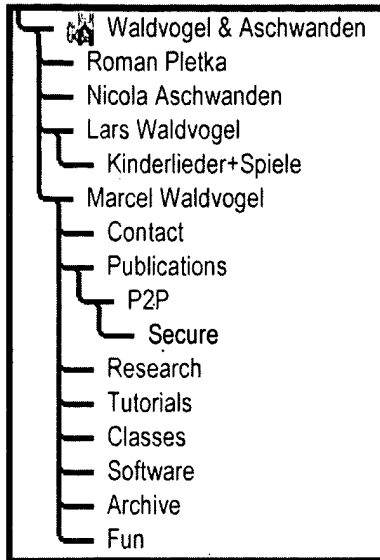 Waldvogel & Aschwanden
Roman Pletka
Nicola Aschwanden
Lars Waldvogel
Kinderlieder+Spiele
Marcel Waldvogel
Contact
Publications
P2P
Secure
Research
Tutorials
Classes
Software
Archive
Fun